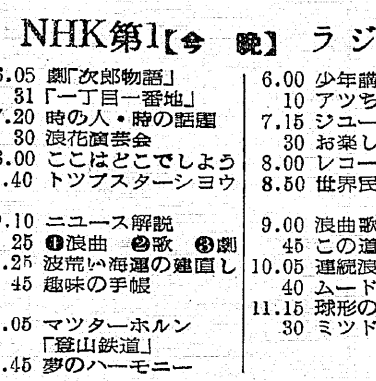 NHK第1【今晩】 ラジ
.05 劇「次郎物語」
31 「一丁目一番地」
.20 時の人・時の話題
30 浪花演芸会
.00 ここはどこでしよう
.40 トツプスターシヨウ
.10 ニユース解説
25 ❶浪曲 ❷歌 ❸劇
.25 波荒い海運の建直し
45 趣味の手帳
.05 マツターホルン
「登山鉄道」
.45 夢のハーモニー
6.00 少年講
10 アツち
7.15 ジユー
30 お楽し
8.00 レコー
8.50 世界民
9.00 浪曲歌
45 この道
10.05 連続浪
40 ムード
11.15 球形の
30 ミツド